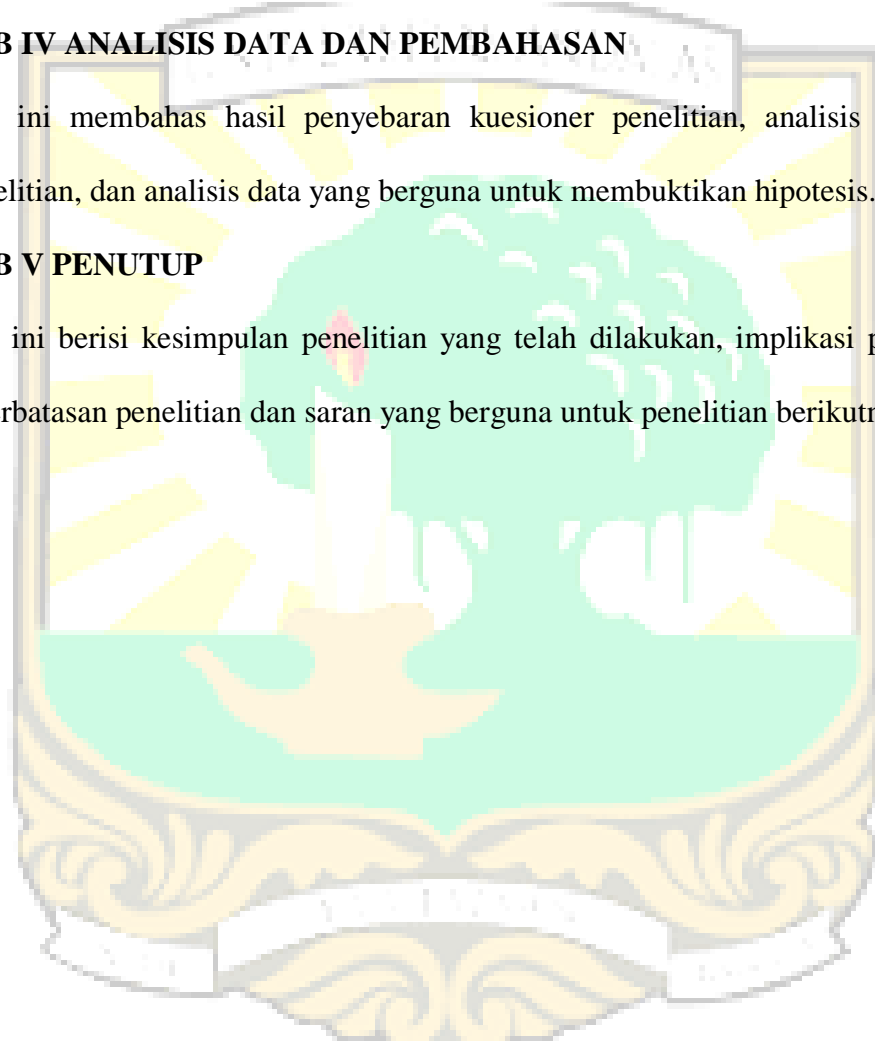 B IV ANALISIS DATA DAN PEMBAHASAN
ini membahas hasil penyebaran kuesioner penelitian, analisis
elitian, dan analisis data yang berguna untuk membuktikan hipotesis.
B V PENUTUP
ini berisi kesimpulan penelitian yang telah dilakukan, implikasi p
rbatasan penelitian dan saran yang berguna untuk penelitian berikutn